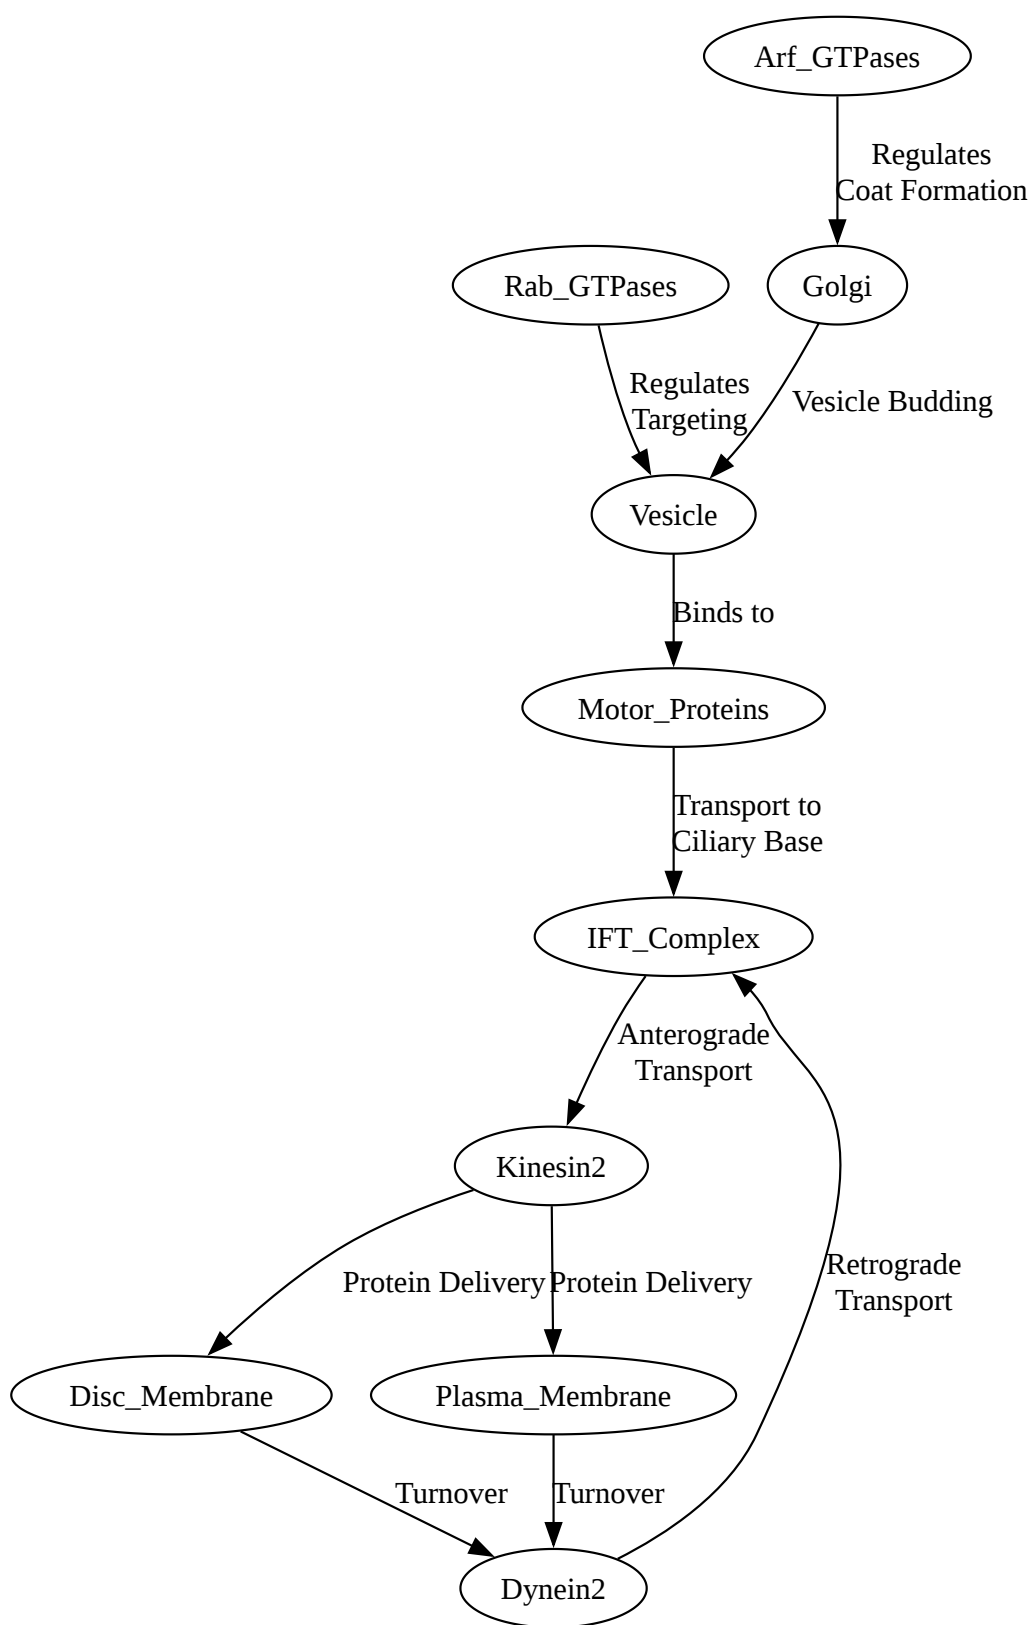 Arf_GTPases
Regulates
Coat Formation
Rab_GTPases
Golgi
Regulates
Targeting
Vesicle Budding
Vesicle
Binds to
Motor_Proteins
Transport to
Ciliary Base
IFT_Complex
Anterograde
Transport
Kinesin2
Protein Delivery
Protein Delivery
Retrograde
Transport
Disc_Membrane
Plasma_Membrane
Turnover
Turnover
Dynein2